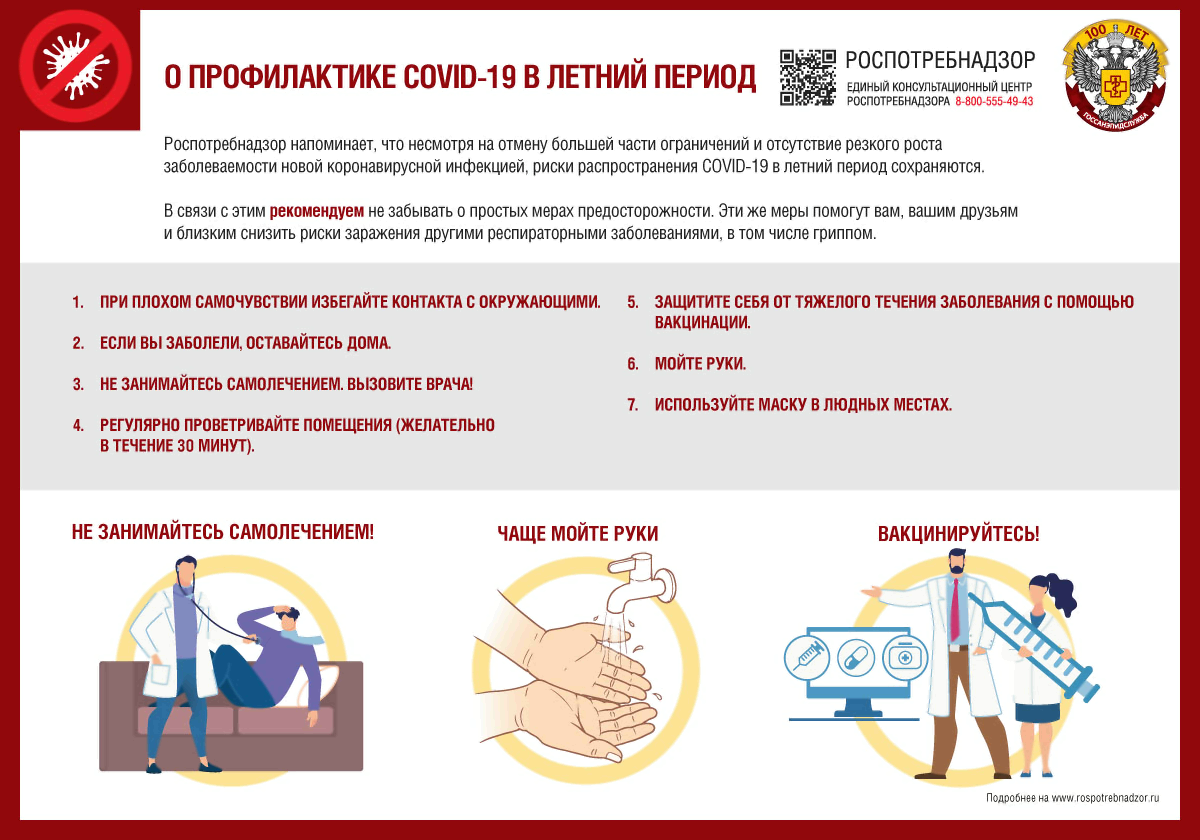 О ПРОФИЛАКТИКЕ COVID-19 В ЛЕТНИЙ ПЕРИОД
РОСПОТРЕБНАДЗОР
ЕДИНЫЙ КОНСУЛЬТАЦИОННЫЙ ЦЕНТР
РОСПОТРЕБНАДЗОРА 8-800-555-49-43
100 ЛЕТ
ГОССАНЭПИДСЛУЖБА
Роспотребнадзор напоминает, что несмотря на отмену большей части ограничений и отсутствие резкого роста
заболеваемости новой коронавирусной инфекцией, риски распространения COVID-19 в летний период сохраняются.
В связи с этим рекомендуем не забывать о простых мерах предосторожности. Эти же меры помогут вам, вашим друзьям
и близким снизить риски заражения другими респираторными заболеваниями, в том числе гриппом.
1. ПРИ ПЛОХОМ САМОЧУВСТВИИ ИЗБЕГАЙТЕ КОНТАКТА С ОКРУЖАЮЩИМИ.
2. ЕСЛИ ВЫ ЗАБОЛЕЛИ, ОСТАВАЙТЕСЬ ДОМА.
3. НЕ ЗАНИМАЙТЕСЬ САМОЛЕЧЕНИЕМ. ВЫЗОВИТЕ ВРАЧА!
4. РЕГУЛЯРНО ПРОВЕТРИВАЙТЕ ПОМЕЩЕНИЯ (ЖЕЛАТЕЛЬНО
В ТЕЧЕНИЕ 30 МИНУТ).
5. ЗАЩИТИТЕ СЕБЯ ОТ ТЯЖЕЛОГО ТЕЧЕНИЯ ЗАБОЛЕВАНИЯ С ПОМОЩЬЮ
ВАКЦИНАЦИИ.
6. МОЙТЕ РУКИ.
7. ИСПОЛЬЗУЙТЕ МАСКУ В ЛЮДНЫХ МЕСТАХ.
НЕ ЗАНИМАЙТЕСЬ САМОЛЕЧЕНИЕМ!
ЧАЩЕ МОЙТЕ РУКИ
ВАКЦИНИРУЙТЕСЬ!
Подробнее на www.rospotrebnadzor.ru